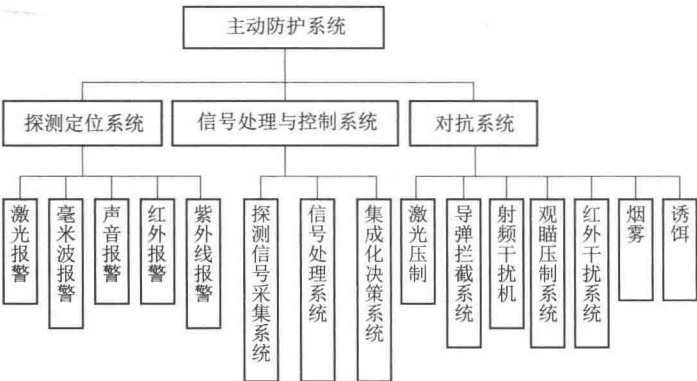 主动防护系统
探测定位系统
信号处理与控制系统
对抗系统
激光报警
毫米波报警
声音报警
红外报警
紫外线报警
探测信号采集系统
信号处理系统
集成化决策系统
激光压制
导弹拦截系统
射频干扰机
观瞄压制系统
红外干扰系统
烟雾
诱饵